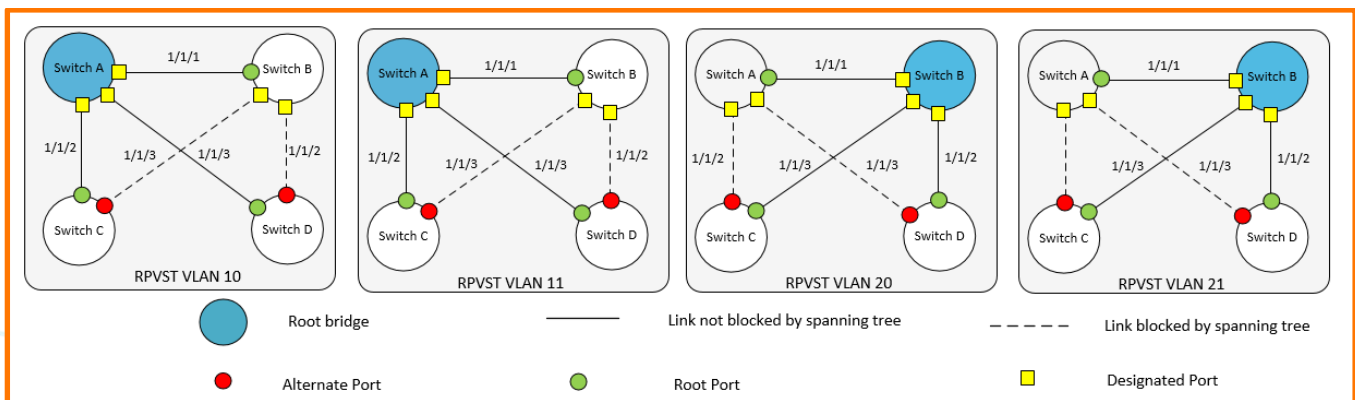 Switch A
1/1/1
Switch B
1/1/2
1/1/3
1/1/3
1/1/2
Switch C
Switch D
RPVST VLAN 10
Switch A
1/1/1
Switch B
1/1/2
1/1/3
1/1/3
1/1/2
Switch C
Switch D
RPVST VLAN 11
Switch A
1/1/1
Switch B
1/1/2
1/1/3
1/1/3
1/1/2
Switch C
Switch D
RPVST VLAN 20
Switch A
1/1/1
Switch B
1/1/2
1/1/3
1/1/3
1/1/2
Switch C
Switch D
RPVST VLAN 21
Root bridge
Link not blocked by spanning tree
Link blocked by spanning tree
Alternate Port
Root Port
Designated Port